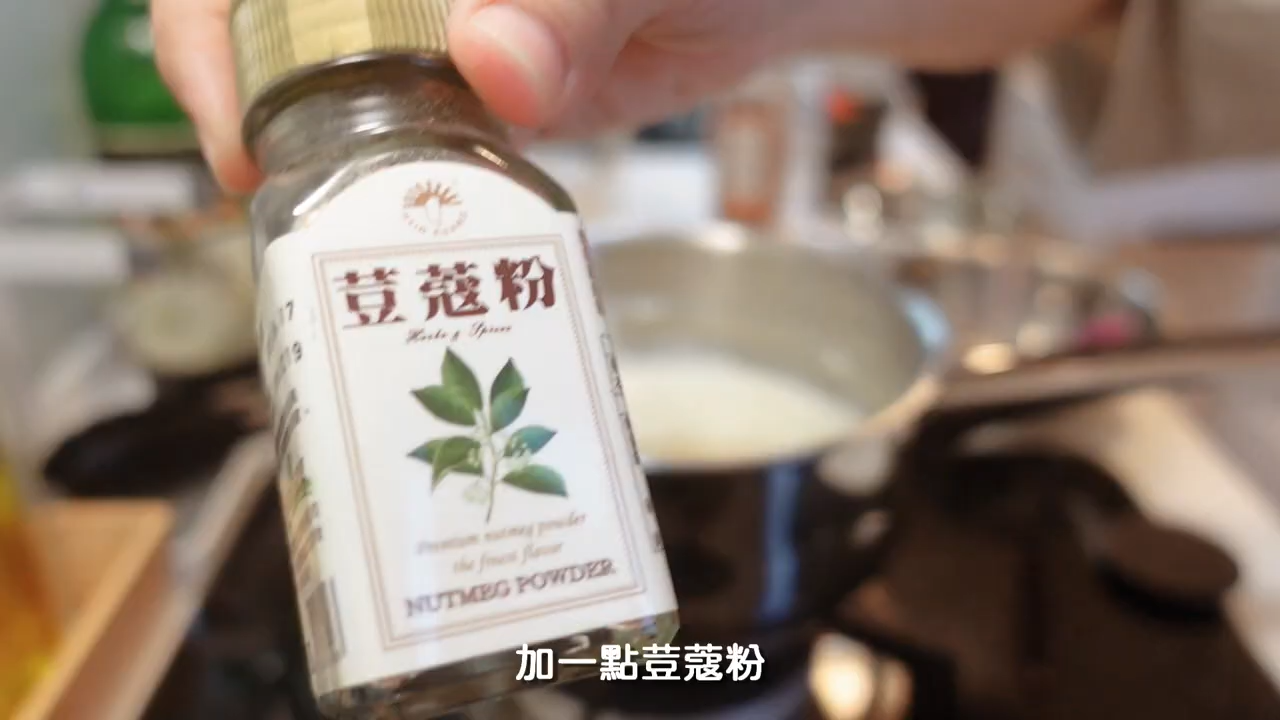 荳蔻粉
Herbs & Spices
Premium nutmeg powder
the finest flavor
NUTMEG POWDER
加一點荳蔻粉